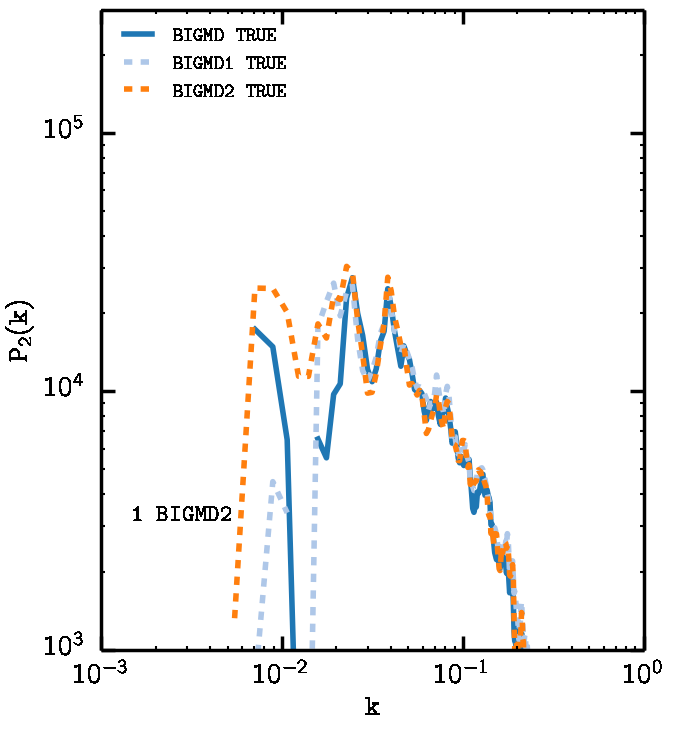 BIGMD TRUE
BIGMD1 TRUE
BIGMD2 TRUE
10^5
10^4
10^3
P_2(k)
1 BIGMD2
10^-3
10^-2
10^-1
10^0
k